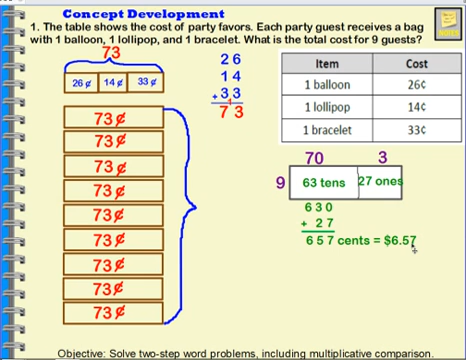 Concept Development
1. The table shows the cost of party favors. Each party guest receives a bag
with 1 balloon, 1 lollipop, and 1 bracelet. What is the total cost for 9 guests?
73
26 ¢ 14 ¢ 33 ¢
26
14
+ 33
1
73
Item Cost
1 balloon 26¢
1 lollipop 14¢
1 bracelet 33¢
73 ¢
73 ¢
73 ¢
73 ¢
73 ¢
73 ¢
73 ¢
73 ¢
73 ¢
70 3
9 63 tens 27 ones
630
+ 27
657 cents = $6.57
Objective: Solve two-step word problems, including multiplicative comparison.